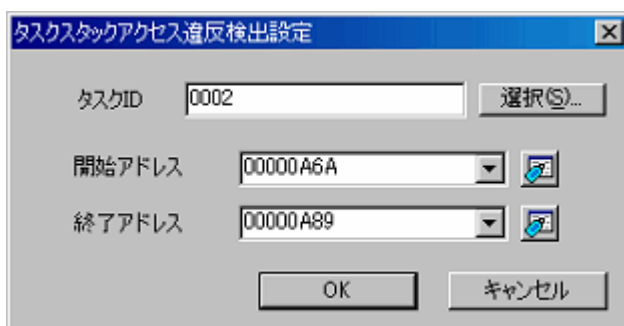 タスクスタックアクセス違反検出設定
タスクID 0002 選択(S)...
開始アドレス 00000A6A
終了アドレス 00000A89
OK キャンセル